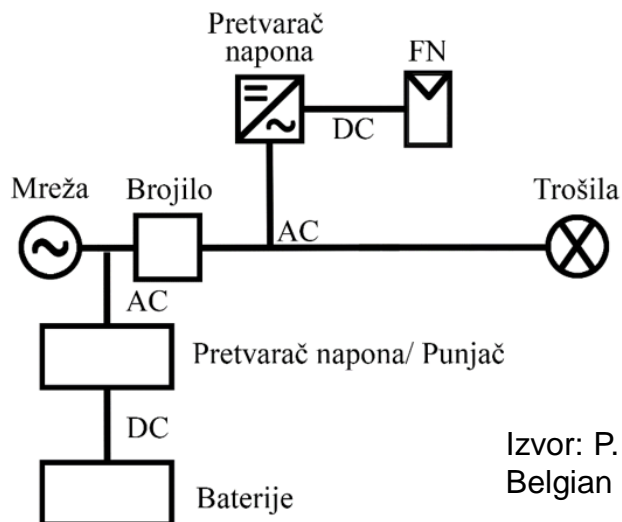 Pretvarač
napona
FN
DC
Mreža
Brojilo
Trošila
AC
AC
Pretvarač napona/ Punjač
DC
Baterije
Izvor: P.
Belgian